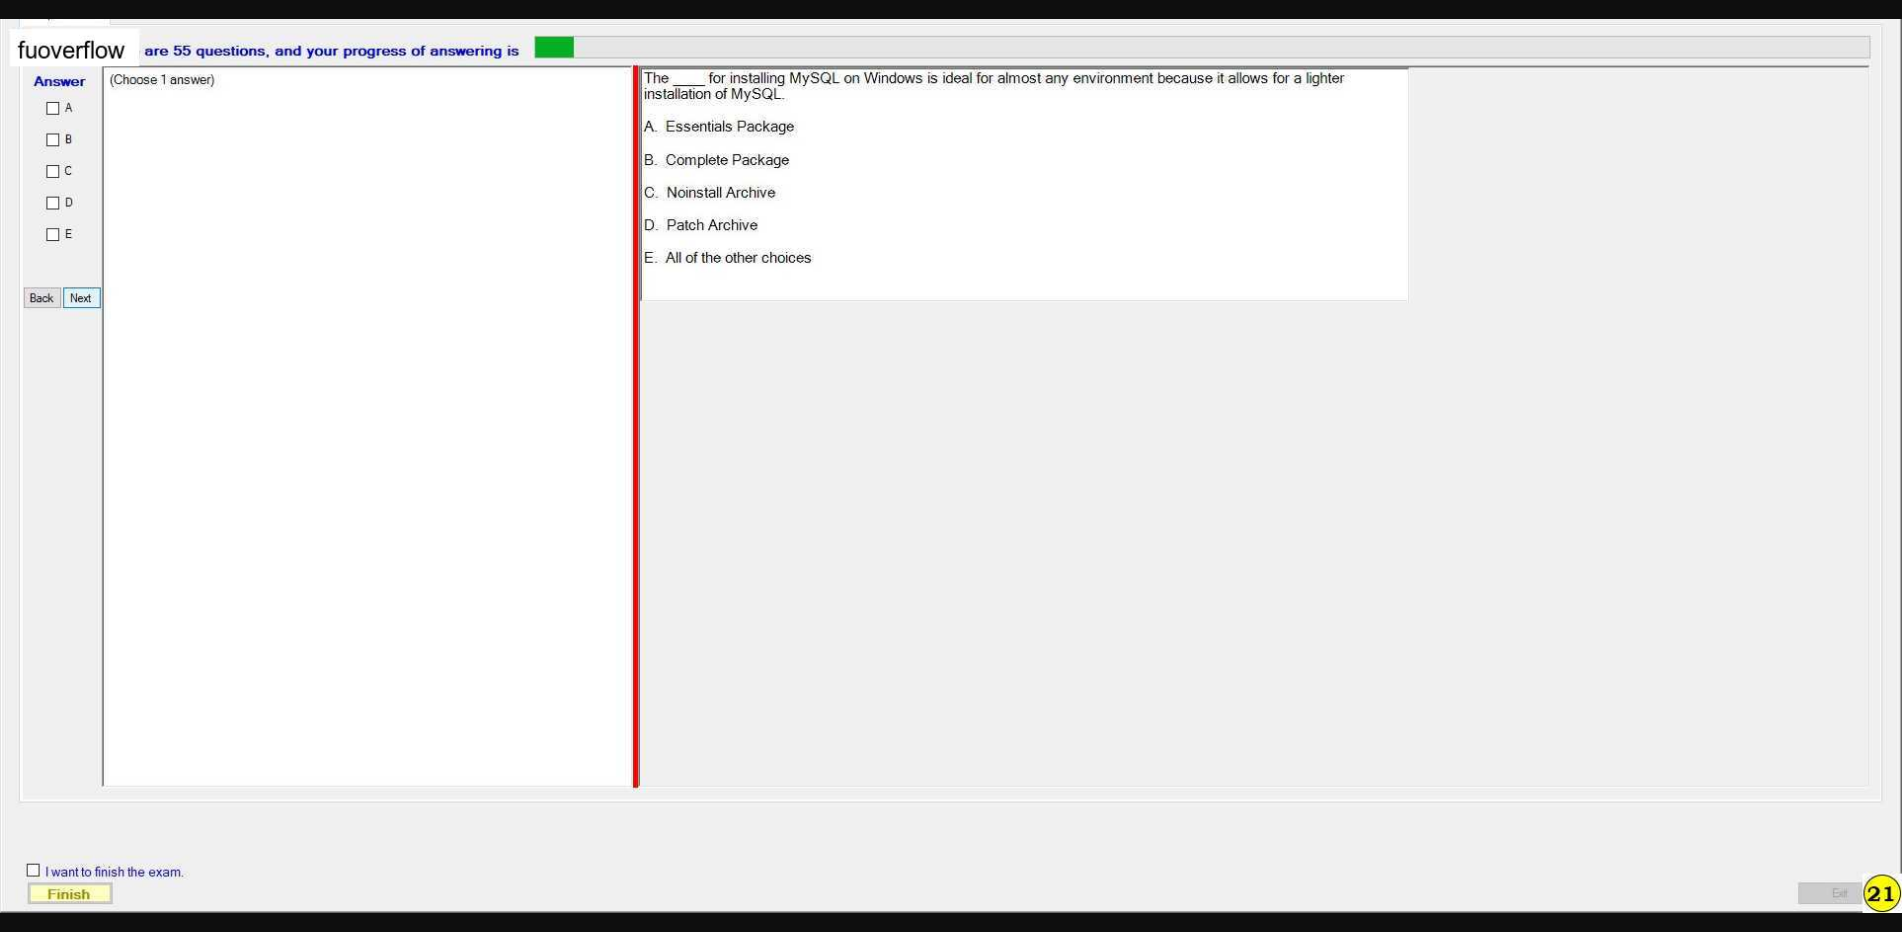 fuoverflow are 55 questions, and your progress of answering is
Answer
(Choose 1 answer)
A
B
C
D
E
Back Next
The ____ for installing MySQL on Windows is ideal for almost any environment because it allows for a lighter
installation of MySQL.
A. Essentials Package
B. Complete Package
C. Noinstall Archive
D. Patch Archive
E. All of the other choices
I want to finish the exam.
Finish
Exit
21